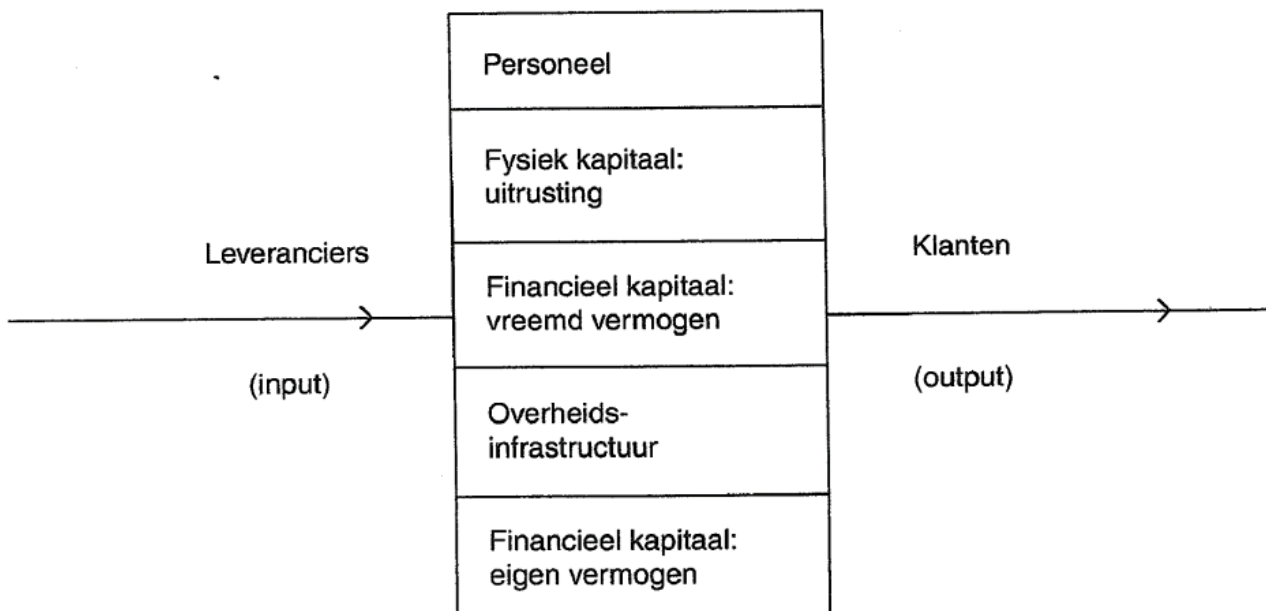 Personeel
Fysiek kapitaal:
uitrusting
Leveranciers
Klanten
Financieel kapitaal:
vreemd vermogen
(input)
(output)
Overheids-
infrastructuur
Financieel kapitaal:
eigen vermogen